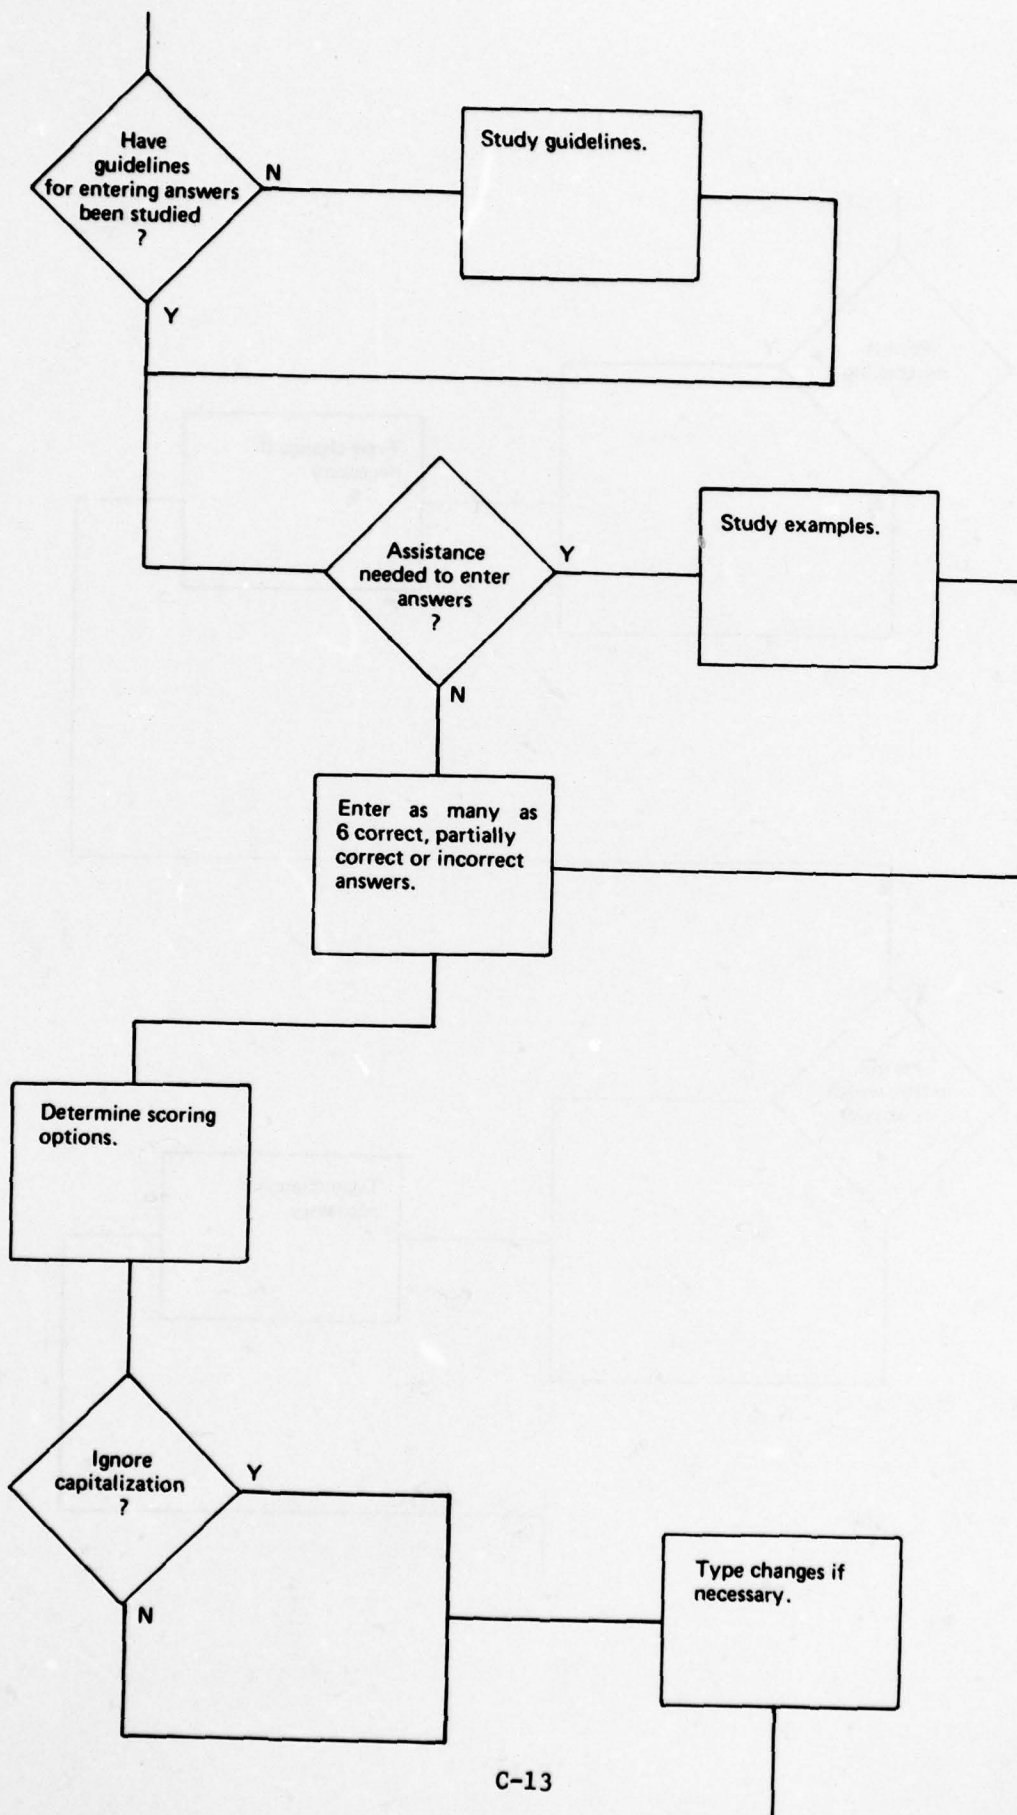 Have
guidelines
for entering answers
been studied
?
N
Study guidelines.
Y
Assistance
needed to enter
answers
?
Y
Study examples.
N
Enter as many as
6 correct, partially
correct or incorrect
answers.
Determine scoring
options.
Ignore
capitalization
?
Y
N
Type changes if
necessary.
C-13